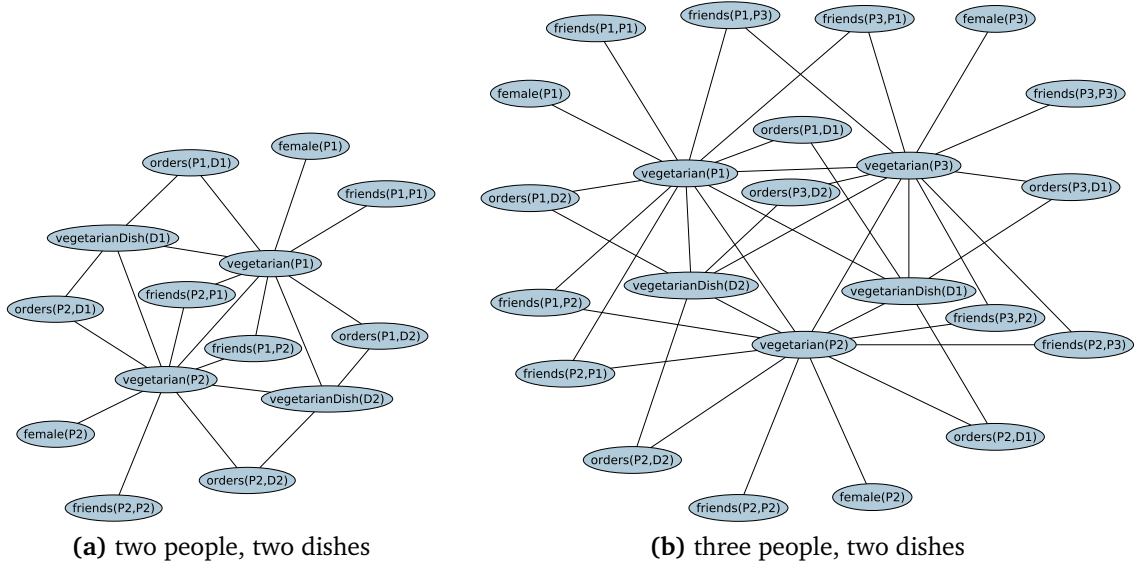 friends(P1,P3)
friends(P3,P1)
female(P3)
friends(P1,P1)
female(P1)
friends(P3,P3)
orders(P1,D1)
vegetarian(P1)
vegetarian(P3)
orders(P3,D2)
orders(P3,D1)
orders(P1,D2)
vegetarianDish(D2)
vegetarianDish(D1)
friends(P1,P2)
friends(P3,P2)
vegetarian(P2)
friends(P2,P3)
friends(P2,P1)
orders(P2,D1)
orders(P2,D2)
female(P2)
friends(P2,P2)
female(P1)
orders(P1,D1)
friends(P1,P1)
vegetarianDish(D1)
vegetarian(P1)
friends(P2,P1)
orders(P2,D1)
orders(P1,D2)
friends(P1,P2)
vegetarian(P2)
vegetarianDish(D2)
female(P2)
orders(P2,D2)
friends(P2,P2)
(a) two people, two dishes
(b) three people, two dishes